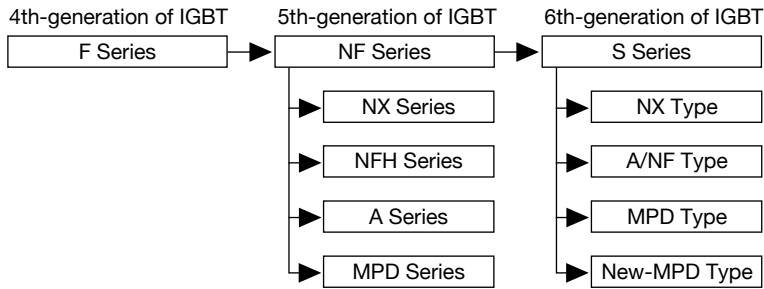 4th-generation of IGBT
5th-generation of IGBT
6th-generation of IGBT
F Series
NF Series
S Series
NX Series
NX Type
NFH Series
A/NF Type
A Series
MPD Type
MPD Series
New-MPD Type